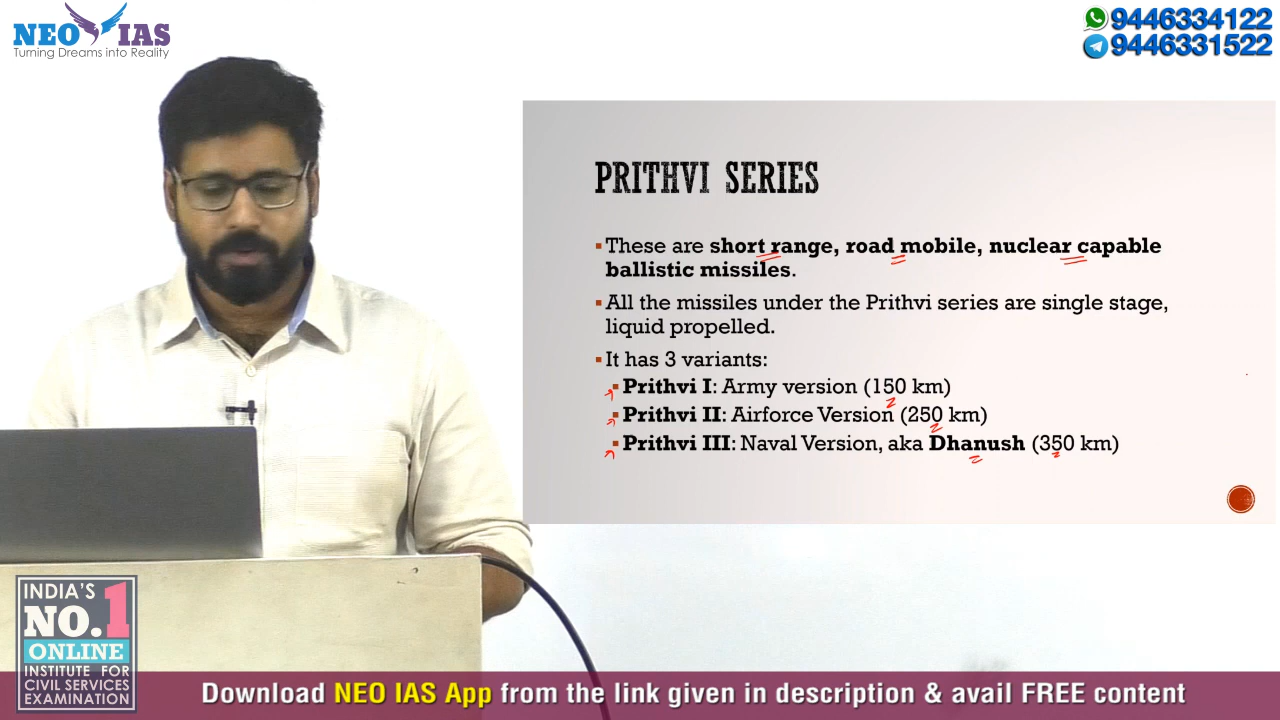 NEO IAS
Turning Dreams into Reality
9446334122
9446331522
PRITHVI SERIES
These are short range, road mobile, nuclear capable
ballistic missiles.
All the missiles under the Prithvi series are single stage,
liquid propelled.
It has 3 variants:
Prithvi I: Army version (150 km)
Prithvi II: Airforce Version (250 km)
Prithvi III: Naval Version, aka Dhanush (350 km)
INDIA'S
NO.1
ONLINE
INSTITUTE FOR
CIVIL SERVICES
EXAMINATION
Download NEO IAS App from the link given in description & avail FREE content